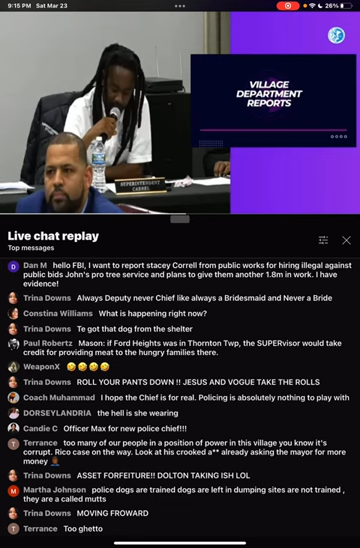 9:15 PM Sat Mar 23
26%
VILLAGE
DEPARTMENT
REPORTS
SUPERINTENDENT
Live chat replay
Top messages
D Dan M hello FBI, I want to report stacey Correll from public works for hiring illegal against
public bids John's pro tree service and plans to give them another 1.8m in work. I have
evidence!
Trina Downs Always Deputy never Chief like always a Bridesmaid and Never a Bride
Constina Williams What is happening right now?
Trina Downs Te got that dog from the shelter
Paul Robertz Mason: if Ford Heights was in Thornton Twp, the SUPERvisor would take
credit for providing meat to the hungry families there.
WeaponX 🤣🤣🤣🤣
Trina Downs ROLL YOUR PANTS DOWN !! JESUS AND VOGUE TAKE THE ROLLS
Coach Muhammad I hope the Chief is for real. Policing is absolutely nothing to play with
DORSEYLANDRIA the hell is she wearing
Candie C Officer Max for new police chief!!!
T Terrance too many of our people in a position of power in this village you know it's
corrupt. Rico case on the way. Look at his crooked a** already asking the mayor for more
money 🤦🏾‍♂️
Trina Downs ASSET FORFEITURE!! DOLTON TAKING ISH LOL
M Martha Johnson police dogs are trained dogs are left in dumping sites are not trained ,
they are a called mutts
Trina Downs MOVING FROWARD
T Terrance Too ghetto